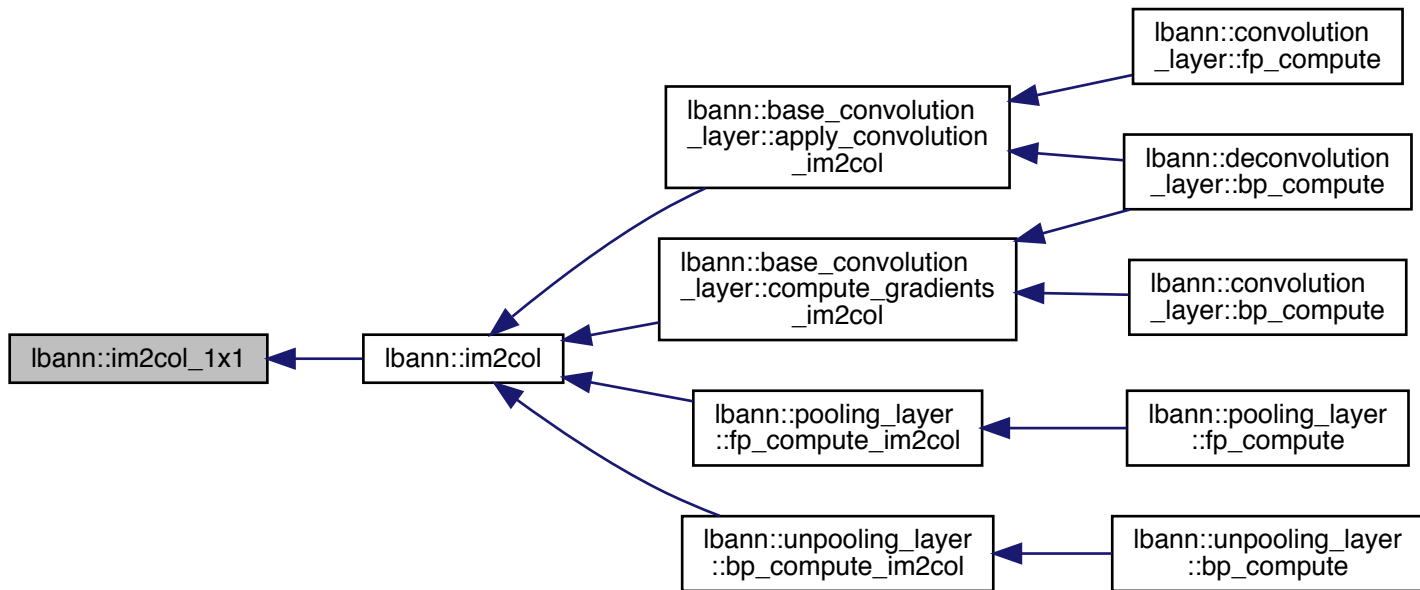 lbann::im2col_1x1
lbann::im2col
lbann::base_convolution
_layer::apply_convolution
_im2col
lbann::base_convolution
_layer::compute_gradients
_im2col
lbann::pooling_layer
::fp_compute_im2col
lbann::unpooling_layer
::bp_compute_im2col
lbann::convolution
_layer::fp_compute
lbann::deconvolution
_layer::bp_compute
lbann::convolution
_layer::bp_compute
lbann::pooling_layer
::fp_compute
lbann::unpooling_layer
::bp_compute